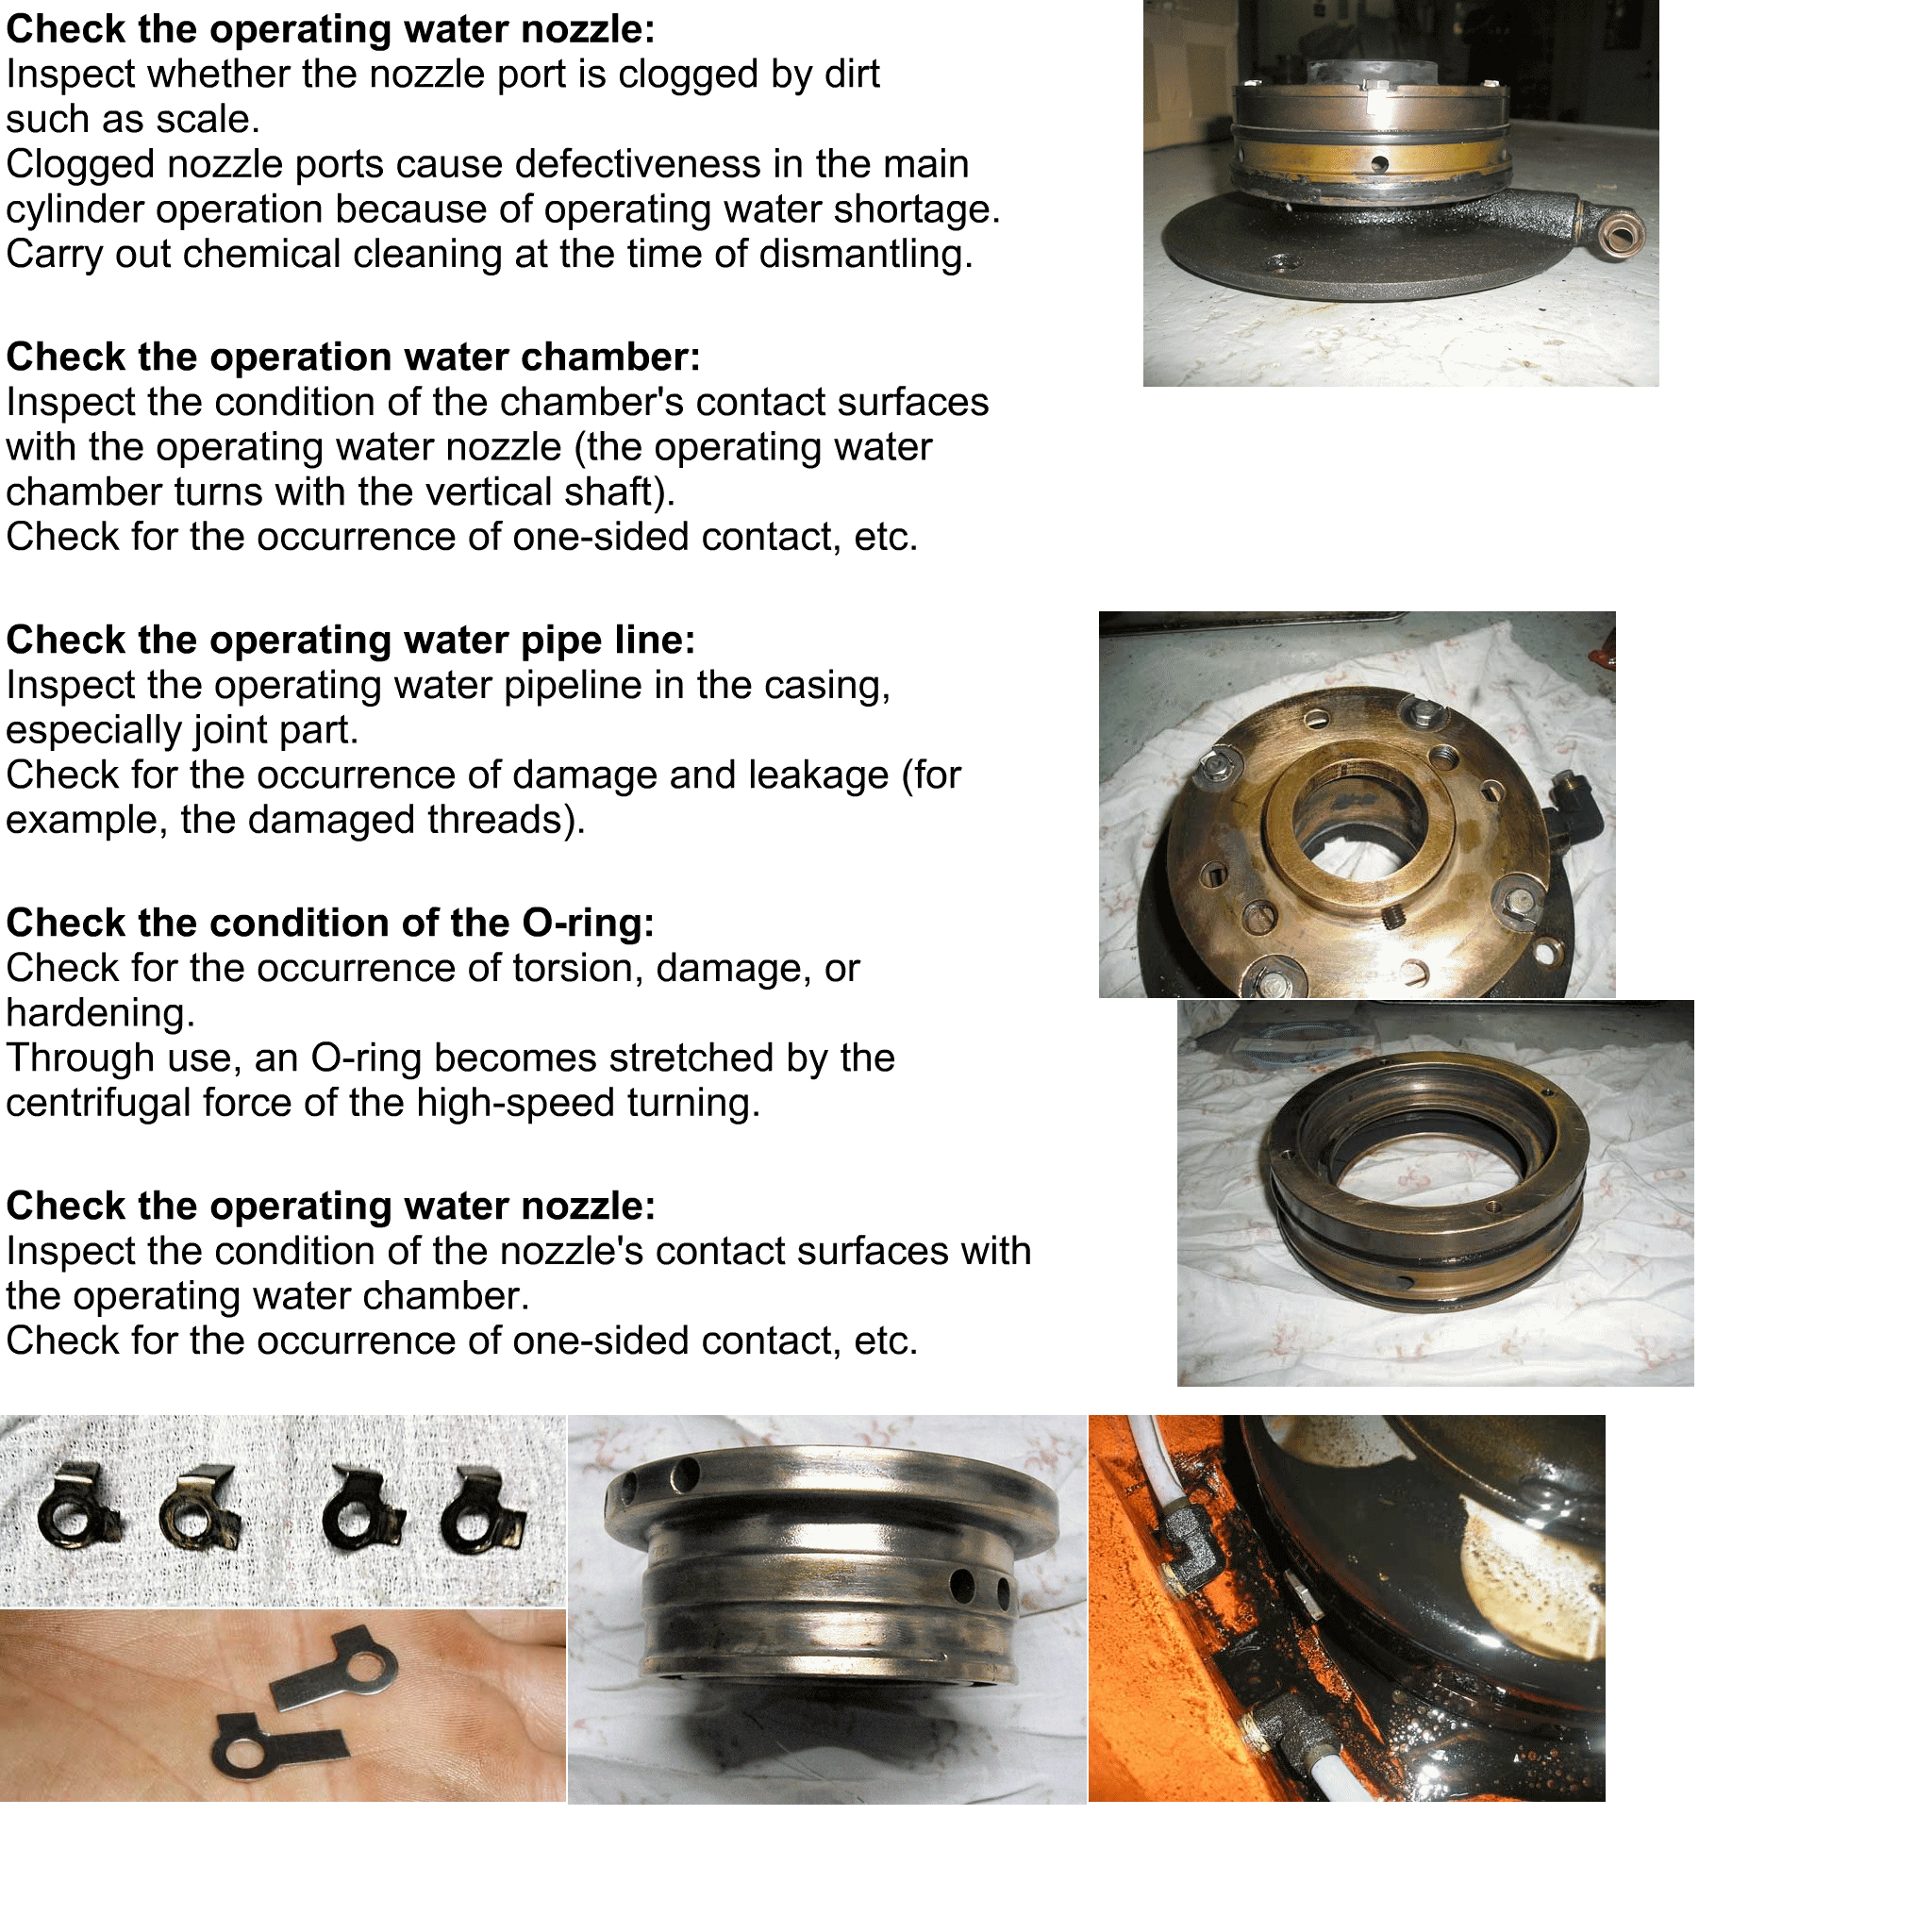 Check the operating water nozzle:
Inspect whether the nozzle port is clogged by dirt
such as scale.
Clogged nozzle ports cause defectiveness in the main
cylinder operation because of operating water shortage.
Carry out chemical cleaning at the time of dismantling.
Check the operation water chamber:
Inspect the condition of the chamber's contact surfaces
with the operating water nozzle (the operating water
chamber turns with the vertical shaft).
Check for the occurrence of one-sided contact, etc.
Check the operating water pipe line:
Inspect the operating water pipeline in the casing,
especially joint part.
Check for the occurrence of damage and leakage (for
example, the damaged threads).
Check the condition of the O-ring:
Check for the occurrence of torsion, damage, or
hardening.
Through use, an O-ring becomes stretched by the
centrifugal force of the high-speed turning.
Check the operating water nozzle:
Inspect the condition of the nozzle's contact surfaces with
the operating water chamber.
Check for the occurrence of one-sided contact, etc.